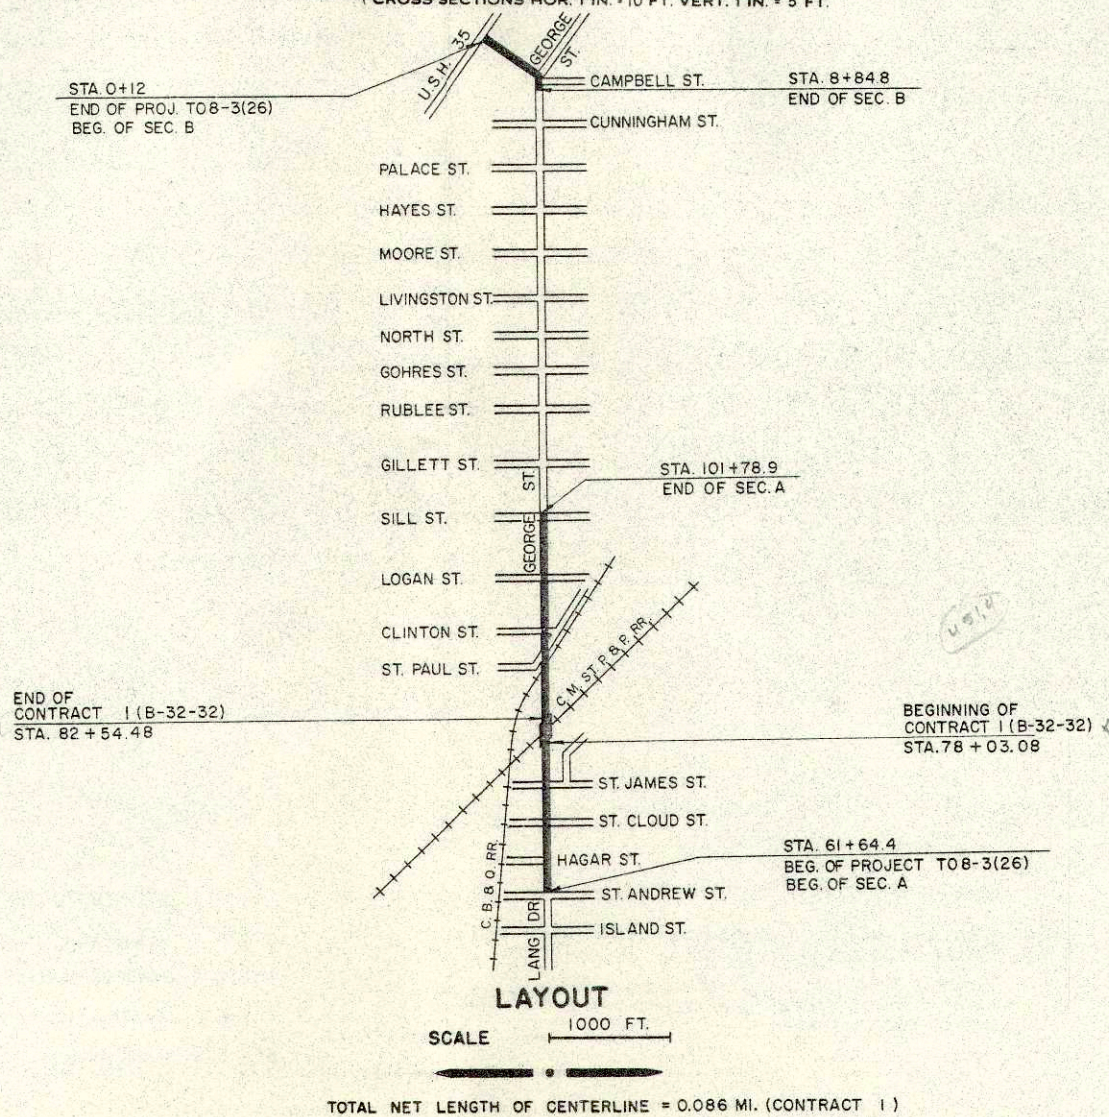 ( CROSS SECTIONS HOR. 1 IN. = 10 FT. VERT. 1 IN. = 5 FT.
U.S.H. 35
GEORGE
ST.
STA. 0+12
END OF PROJ. TO8-3(26)
BEG. OF SEC. B
CAMPBELL ST.
STA. 8+84.8
END OF SEC. B
CUNNINGHAM ST.
PALACE ST.
HAYES ST.
MOORE ST.
LIVINGSTON ST.
NORTH ST.
GOHRES ST.
RUBLEE ST.
GILLETT ST.
GEORGE ST.
STA. 101+78.9
END OF SEC. A
SILL ST.
LOGAN ST.
CLINTON ST.
ST. PAUL ST.
C. M. ST. P. & P. RR.
END OF
CONTRACT 1 (B-32-32)
STA. 82+54.48
BEGINNING OF
CONTRACT 1 (B-32-32)
STA. 78+03.08
ST. JAMES ST.
ST. CLOUD ST.
HAGAR ST.
STA. 61+64.4
BEG. OF PROJECT TO8-3(26)
BEG. OF SEC. A
C. B. & Q. RR.
ST. ANDREW ST.
ISLAND ST.
LANG DR
LAYOUT
SCALE
1000 FT.
TOTAL NET LENGTH OF CENTERLINE = 0.086 MI. (CONTRACT 1 )